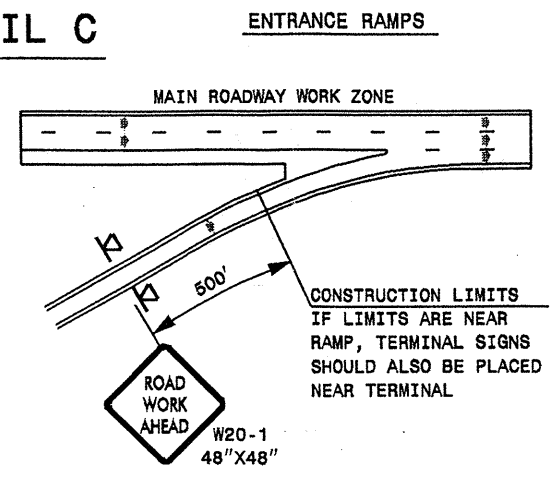 IL C
ENTRANCE RAMPS
MAIN ROADWAY WORK ZONE
500'
CONSTRUCTION LIMITS
IF LIMITS ARE NEAR
RAMP, TERMINAL SIGNS
SHOULD ALSO BE PLACED
NEAR TERMINAL
ROAD
WORK
AHEAD
W20-1
48"X48"